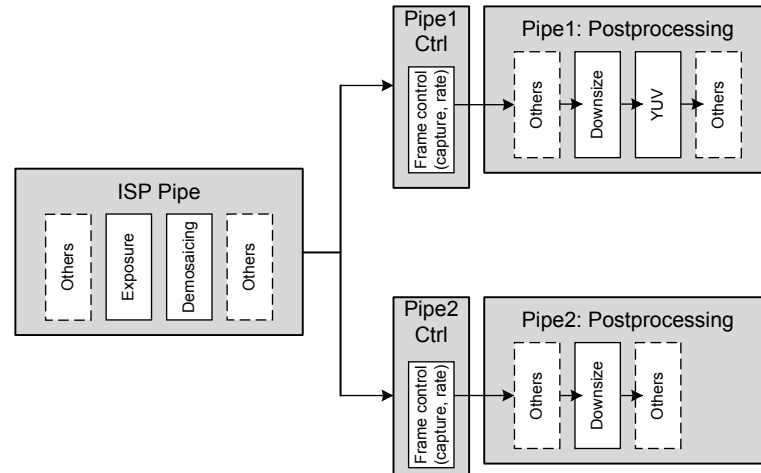 Pipe1
Ctrl
Frame control
(capture, rate)
Pipe1: Postprocessing
Others
Downsize
YUV
Others
ISP Pipe
Others
Exposure
Demosaicing
Others
Pipe2
Ctrl
Frame control
(capture, rate)
Pipe2: Postprocessing
Others
Downsize
Others